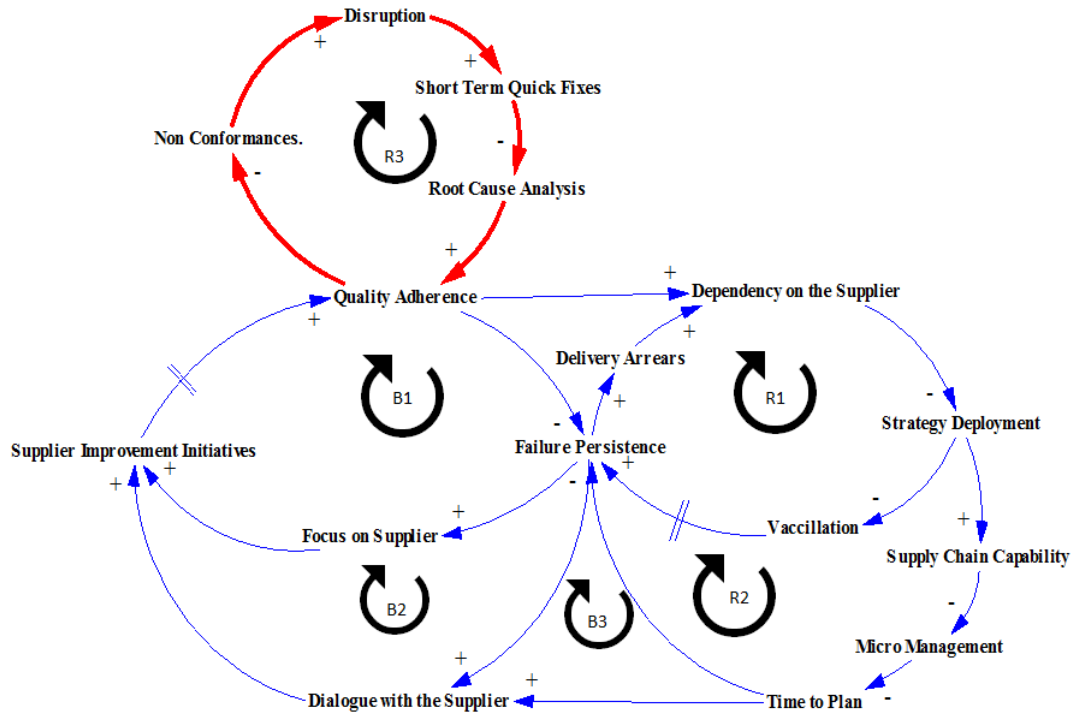 Disruption
+
+
Short Term Quick Fixes
Non Conformances.
R3
-
-
Root Cause Analysis
+
Quality Adherence
+
Dependency on the Supplier
+
+
Delivery Arrears
B1
R1
+
-
-
Strategy Deployment
Supplier Improvement Initiatives
Failure Persistence
+
+
+
-
-
+
Vaccillation
+
Focus on Supplier
Supply Chain Capability
B2
B3
R2
-
Micro Management
+
+
-
Dialogue with the Supplier
Time to Plan